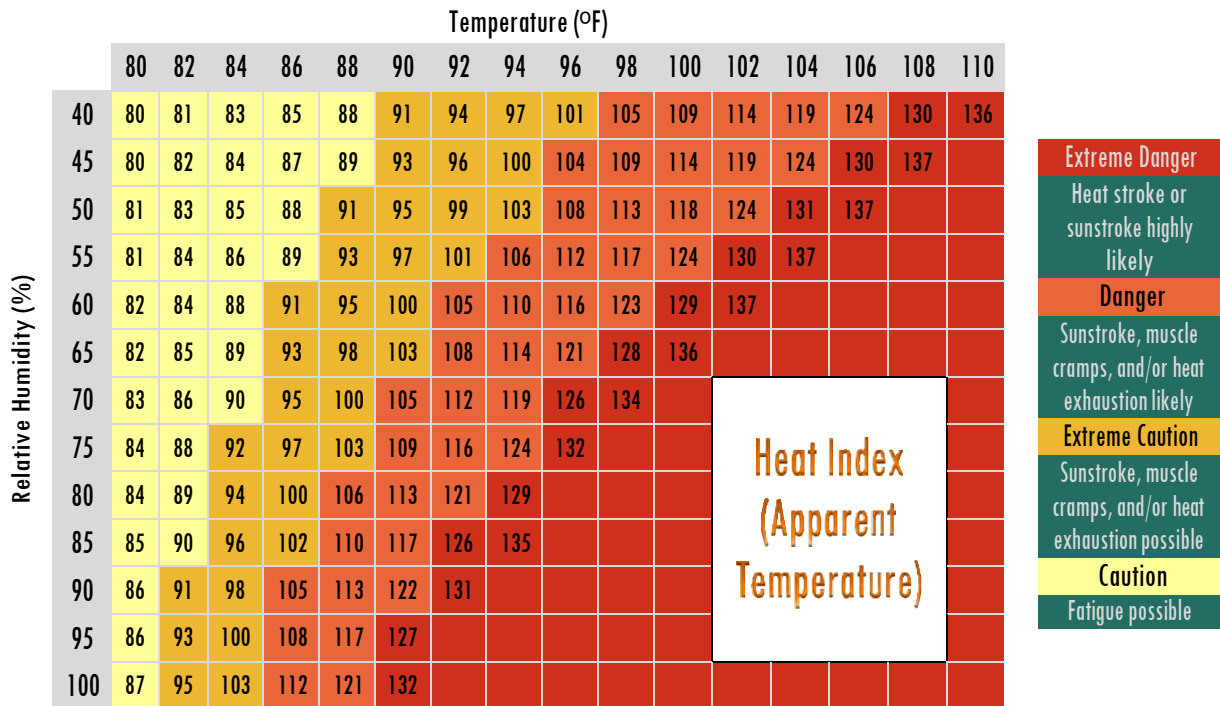 Temperature (°F)
80 82 84 86 88 90 92 94 96 98 100 102 104 106 108 110
40 80 81 83 85 88 91 94 97 101 105 109 114 119 124 130 136
45 80 82 84 87 89 93 96 100 104 109 114 119 124 130 137
50 81 83 85 88 91 95 99 103 108 113 118 124 131 137
55 81 84 86 89 93 97 101 106 112 117 124 130 137
60 82 84 88 91 95 100 105 110 116 123 129 137
65 82 85 89 93 98 103 108 114 121 128 136
70 83 86 90 95 100 105 112 119 126 134
75 84 88 92 97 103 109 116 124 132
80 84 89 94 100 106 113 121 129
85 85 90 96 102 110 117 126 135
90 86 91 98 105 113 122 131
95 86 93 100 108 117 127
100 87 95 103 112 121 132
Relative Humidity (%)
Heat Index
(Apparent
Temperature)
Extreme Danger
Heat stroke or
sunstroke highly
likely
Danger
Sunstroke, muscle
cramps, and/or heat
exhaustion likely
Extreme Caution
Sunstroke, muscle
cramps, and/or heat
exhaustion possible
Caution
Fatigue possible